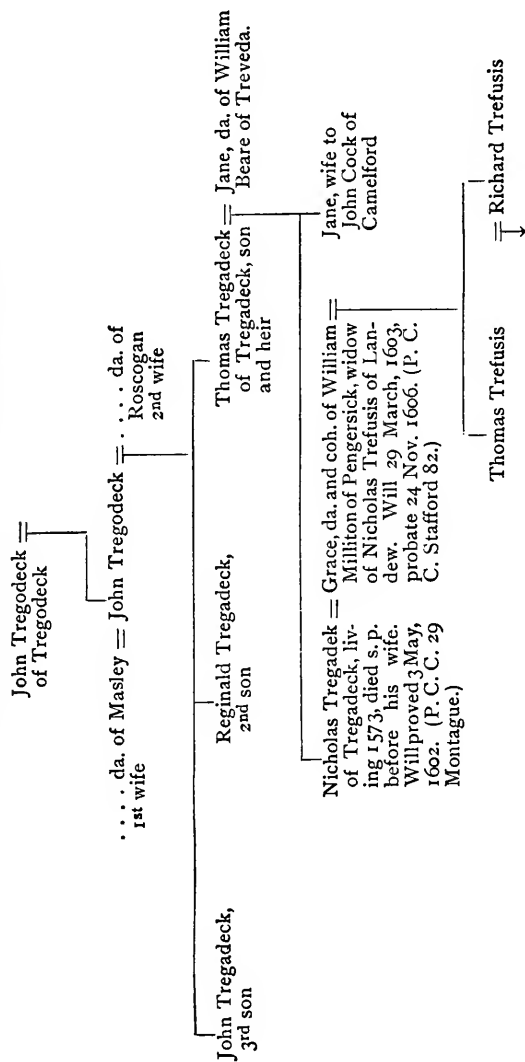 John Tregodeck =
of Tregodeck
. . . . da. of Masley = John Tregodeck = . . . . da. of
1st wife
Roscogan
2nd wife
John Tregadeck,
3rd son
Reginald Tregadeck,
2nd son
Thomas Tregadeck = Jane, da. of William
of Tregadeck, son
and heir
Beare of Treveda.
Nicholas Tregadek = Grace, da. and coh. of William =
of Tregadeck, liv-
ing 1573, died s.p.
before his wife.
Will proved 3 May,
1602. (P. C. C. 29
Montague.)
Milliton of Pengersick, widow
of Nicholas Trefusis of Lan-
dew. Will 29 March, 1603,
probate 24 Nov. 1606. (P. C.
C. Stafford 82.)
Jane, wife to
John Cock of
Camelford
Thomas Trefusis
= Richard Trefusis